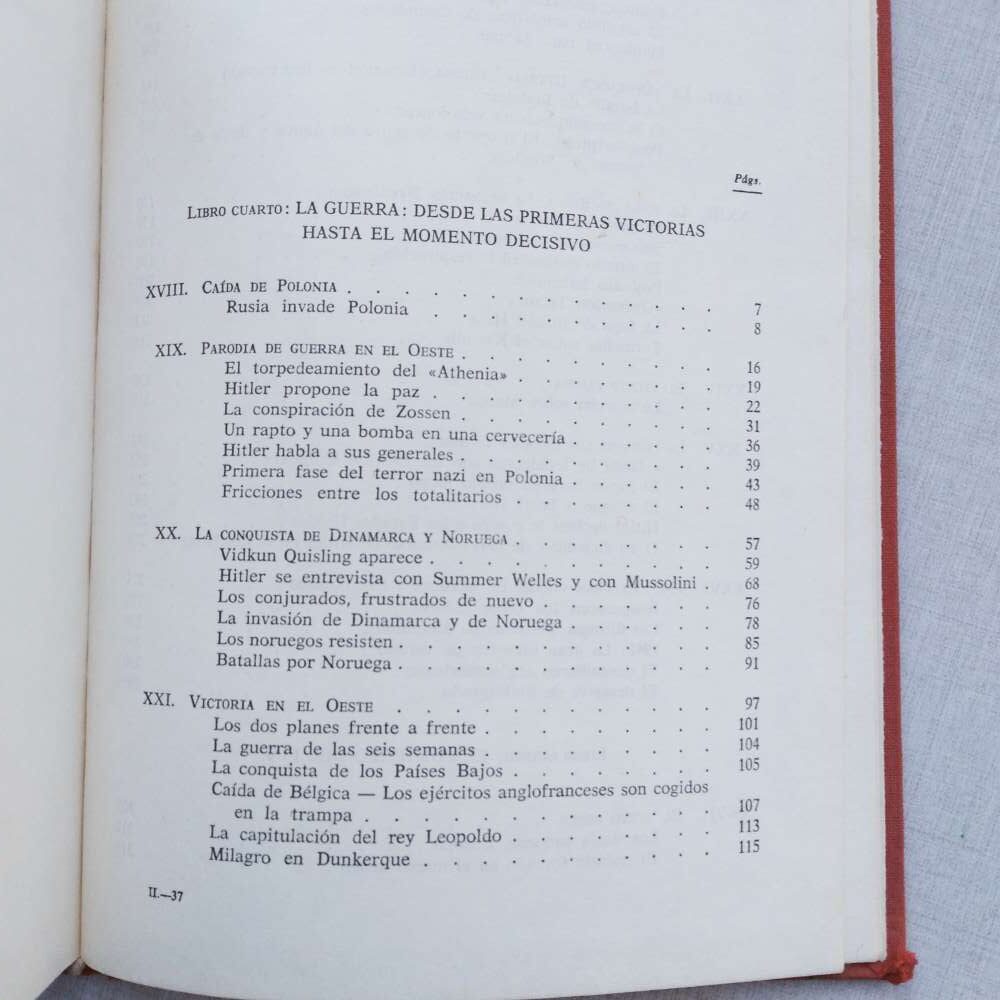 Págs.
LIBRO CUARTO: LA GUERRA: DESDE LAS PRIMERAS VICTORIAS
HASTA EL MOMENTO DECISIVO
XVIII. CAÍDA DE POLONIA . . . . . . . . . . . . . 7
Rusia invade Polonia . . . . . . . . . . 8
XIX. PARODIA DE GUERRA EN EL OESTE . . . . . . . . . 16
El torpedeamiento del «Athenia» . . . . . . . 19
Hitler propone la paz . . . . . . . . . . 22
La conspiración de Zossen . . . . . . . . . 31
Un rapto y una bomba en una cervecería . . . . . 36
Hitler habla a sus generales . . . . . . . . . 39
Primera fase del terror nazi en Polonia . . . . . 43
Fricciones entre los totalitarios . . . . . . . 48
XX. LA CONQUISTA DE DINAMARCA Y NORUEGA . . . . . . . 57
Vidkun Quisling aparece . . . . . . . . . . 59
Hitler se entrevista con Summer Welles y con Mussolini . 68
Los conjurados, frustrados de nuevo . . . . . . 76
La invasión de Dinamarca y de Noruega . . . . . 78
Los noruegos resisten . . . . . . . . . . . 85
Batallas por Noruega . . . . . . . . . . . 91
XXI. VICTORIA EN EL OESTE . . . . . . . . . . . 97
Los dos planes frente a frente . . . . . . . . 101
La guerra de las seis semanas . . . . . . . . 104
La conquista de los Países Bajos . . . . . . . 105
Caída de Bélgica — Los ejércitos anglofranceses son cogidos
en la trampa . . . . . . . . . . . . 107
La capitulación del rey Leopoldo . . . . . . . 113
Milagro en Dunkerque . . . . . . . . . . 115
II.—37